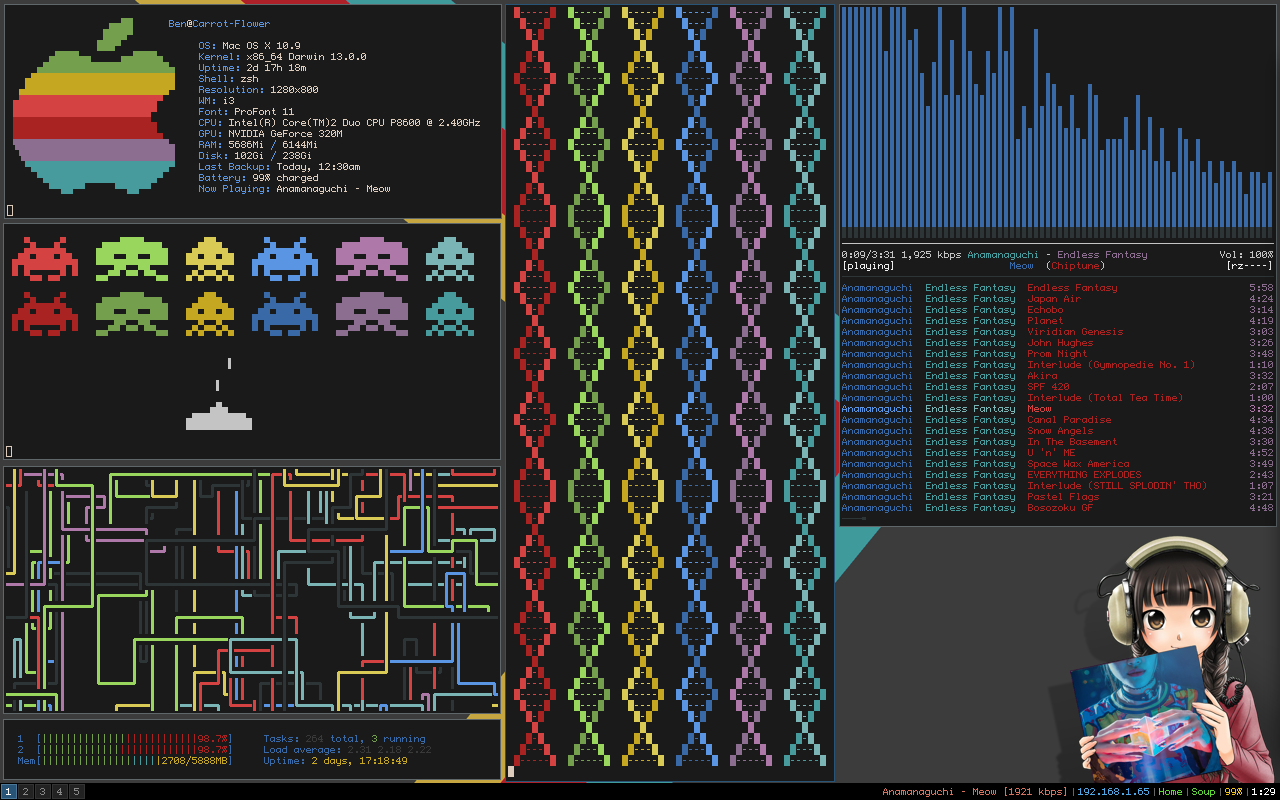 Ben@Carrot-Flower
OS: Mac OS X 10.9
Kernel: x86_64 Darwin 13.0.0
Uptime: 2d 17h 18m
Shell: zsh
Resolution: 1280x800
WM: i3
Font: ProFont 11
CPU: Intel(R) Core(TM)2 Duo CPU P8600 @ 2.40GHz
GPU: NVIDIA GeForce 320M
RAM: 5686Mi / 6144Mi
Disk: 102Gi / 238Gi
Last Backup: Today, 12:30am
Battery: 99% charged
Now Playing: Anamanaguchi - Meow
1 [||||||||||||||||||||||||||98.7%]
2 [||||||||||||||||||||||||||98.7%]
Mem[||||||||||||||||||||2708/5888MB]
Tasks: 264 total, 3 running
Load average: 2.31 2.18 2.22
Uptime: 2 days, 17:18:49
0:09/3:31 1,925 kbps Anamanaguchi - Endless Fantasy Vol: 100%
[playing] Meow (Chiptune) [rz----]
Anamanaguchi Endless Fantasy Endless Fantasy 5:58
Anamanaguchi Endless Fantasy Japan Air 4:24
Anamanaguchi Endless Fantasy Echobo 3:14
Anamanaguchi Endless Fantasy Planet 4:19
Anamanaguchi Endless Fantasy Viridian Genesis 3:03
Anamanaguchi Endless Fantasy John Hughes 3:26
Anamanaguchi Endless Fantasy Prom Night 3:48
Anamanaguchi Endless Fantasy Interlude (Gymnopedie No. 1) 1:10
Anamanaguchi Endless Fantasy Akira 3:32
Anamanaguchi Endless Fantasy SPF 420 2:07
Anamanaguchi Endless Fantasy Interlude (Total Tea Time) 1:00
Anamanaguchi Endless Fantasy Meow 3:32
Anamanaguchi Endless Fantasy Canal Paradise 4:34
Anamanaguchi Endless Fantasy Snow Angels 4:38
Anamanaguchi Endless Fantasy In The Basement 3:30
Anamanaguchi Endless Fantasy U 'n' ME 4:52
Anamanaguchi Endless Fantasy Space Wax America 3:49
Anamanaguchi Endless Fantasy EVERYTHING EXPLODES 2:43
Anamanaguchi Endless Fantasy Interlude (STILL SPLODIN' THO) 1:07
Anamanaguchi Endless Fantasy Pastel Flags 3:21
Anamanaguchi Endless Fantasy Bosozoku GF 4:48
1 2 3 4 5
Anamanaguchi - Meow [1921 kbps] |192.168.1.65 |Home |Soup |99% |1:29